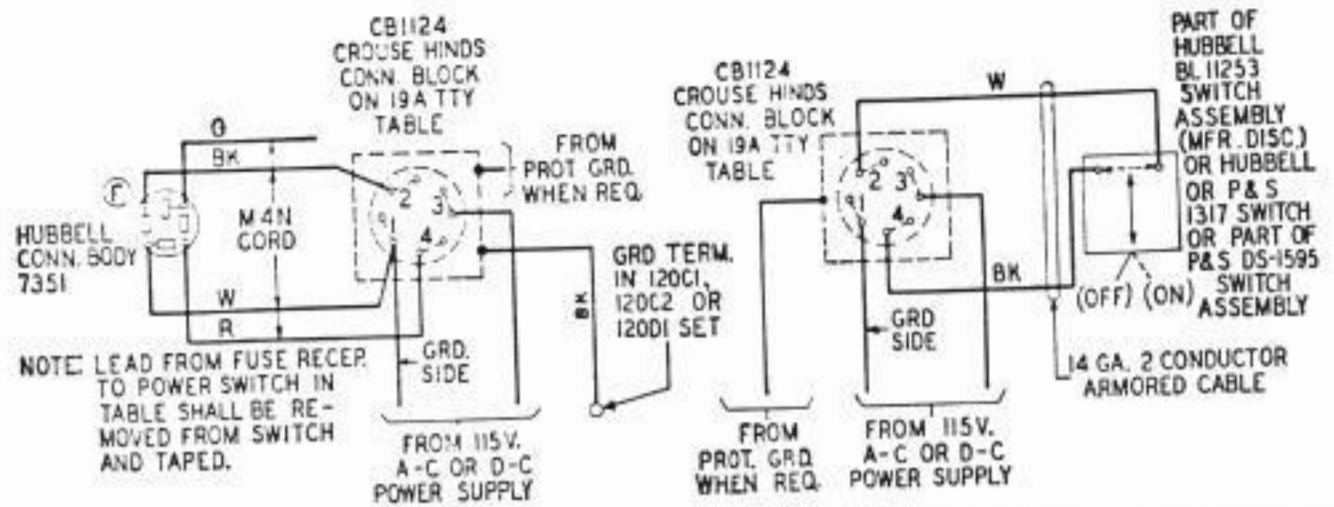 CB1124
CROUSE HINDS
CONN. BLOCK
ON 19A TTY
TABLE
G
BK
F
HUBBELL
CONN. BODY
7351
M4N
CORD
W
R
2
3
4
FROM
PROT GRD.
WHEN REQ.
GRD TERM.
IN 120C1,
120C2 OR
120D1 SET
BK
GRD.
SIDE
NOTE: LEAD FROM FUSE RECEP.
TO POWER SWITCH IN
TABLE SHALL BE RE-
MOVED FROM SWITCH
AND TAPED.
FROM 115V.
A-C OR D-C
POWER SUPPLY
CB1124
CROUSE HINDS
CONN. BLOCK
ON 19A TTY
TABLE
2
3
1
4
W
BK
GRD
SIDE
FROM
PROT. GRD.
WHEN REQ.
FROM 115V.
A-C OR D-C
POWER SUPPLY
PART OF
HUBBELL
BL 11253
SWITCH
ASSEMBLY
(MFR. DISC.)
OR HUBBELL
OR P & S
1317 SWITCH
OR PART OF
P&S DS-1595
SWITCH
ASSEMBLY
(OFF) (ON)
14 GA. 2 CONDUCTOR
ARMORED CABLE